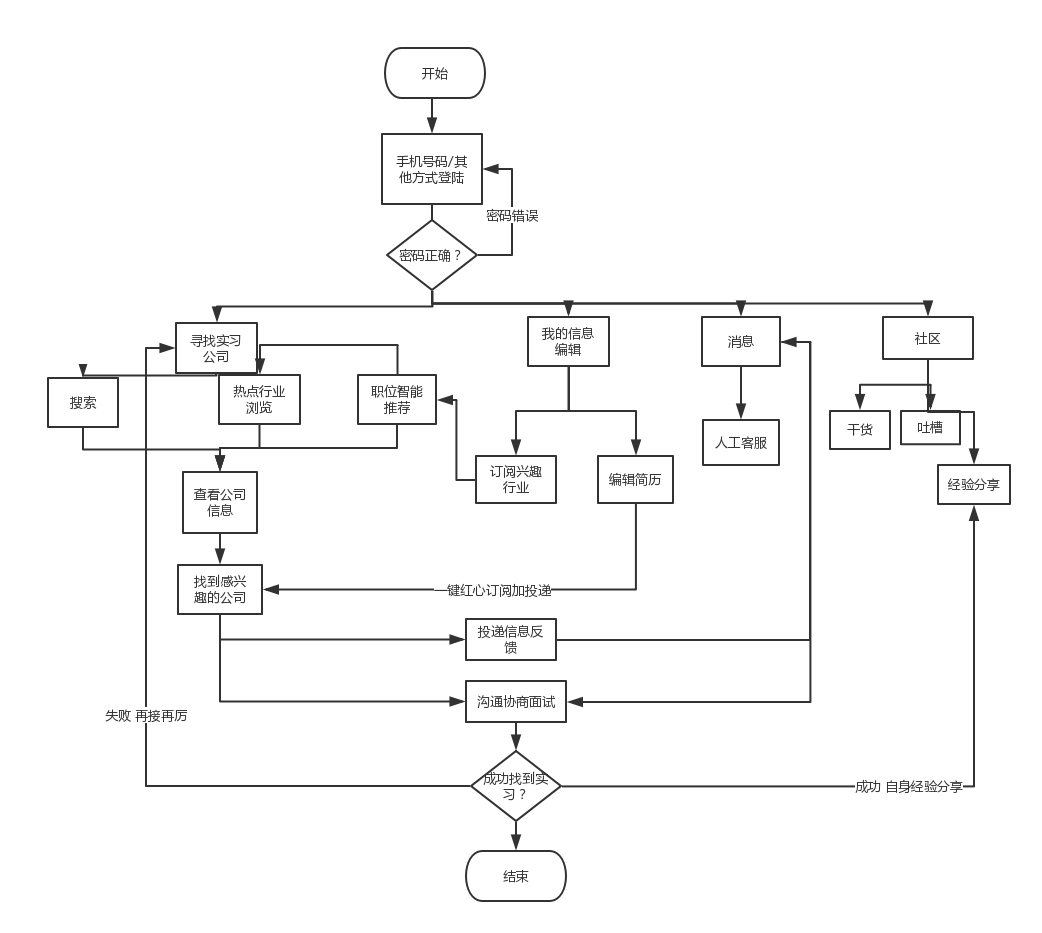 开始
手机号码/其
他方式登陆
密码错误
密码正确？
寻找实习
公司
我的信息
编辑
消息
社区
搜索
热点行业
浏览
职位智能
推荐
干货
吐槽
人工客服
订阅兴趣
行业
编辑简历
经验分享
查看公司
信息
找到感兴
趣的公司
一键红心订阅加投递
投递信息反
馈
沟通协商面试
失败 再接再厉
成功找到实
习？
成功 自身经验分享
结束